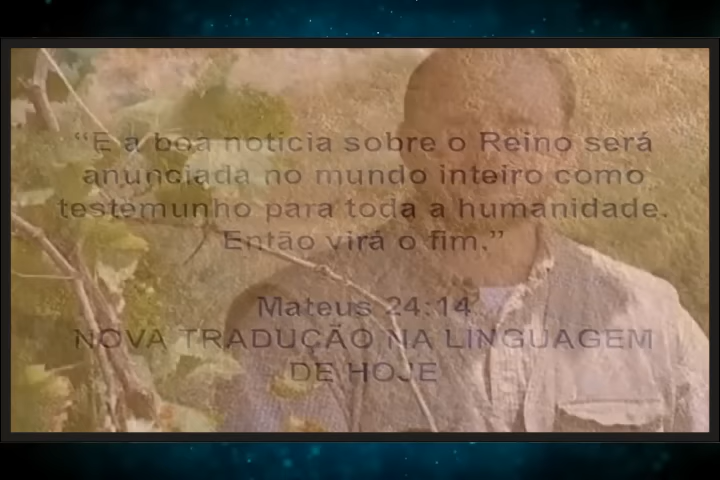 “E a boa notícia sobre o Reino será
anunciada no mundo inteiro como
testemunho para toda a humanidade.
Então virá o fim.”
Mateus 24:14
NOVA TRADUÇÃO NA LINGUAGEM
DE HOJE